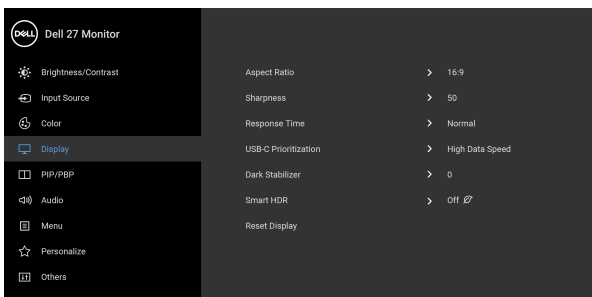 DELL Dell 27 Monitor
Brightness/Contrast
Input Source
Color
Display
PIP/PBP
Audio
Menu
Personalize
Others
Aspect Ratio 16:9
Sharpness 50
Response Time Normal
USB-C Prioritization High Data Speed
Dark Stabilizer 0
Smart HDR Off
Reset Display